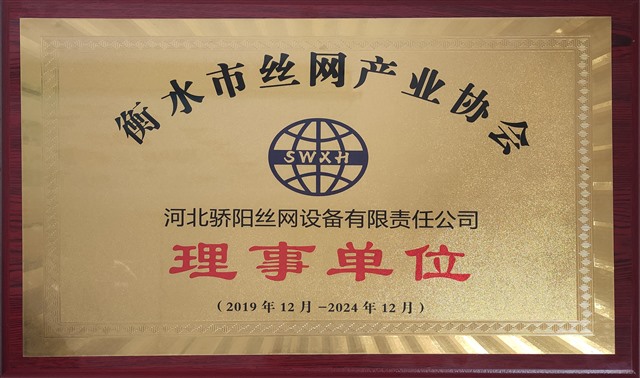 衡水市丝网产业协会
SWXH
河北骄阳丝网设备有限责任公司
理事单位
（2019年12月-2024年12月）